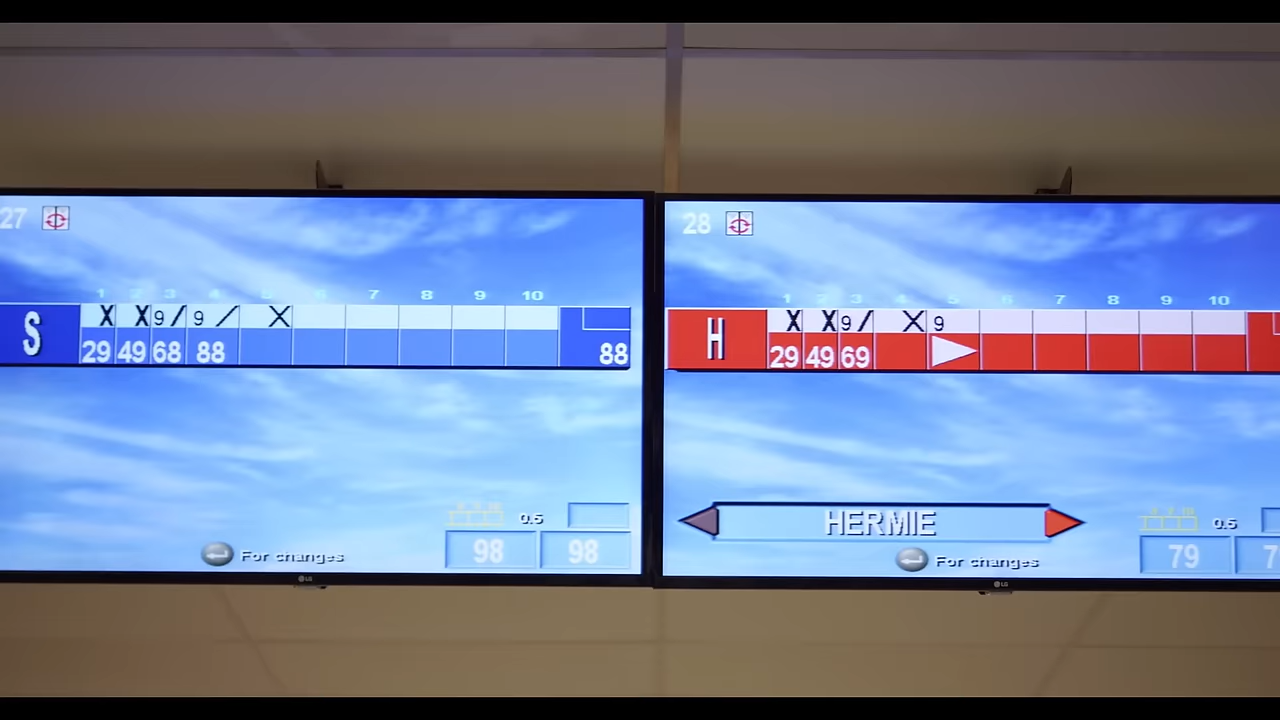 27
1 2 3 4 5 6 7 8 9 10
S X X 9 / 9 / X
29 49 68 88 88
0.5
98 98
For changes
LG
28
1 2 3 4 5 6 7 8 9 10
H X X 9 / X 9
29 49 69
HERMIE
0.5
79
For changes
LG